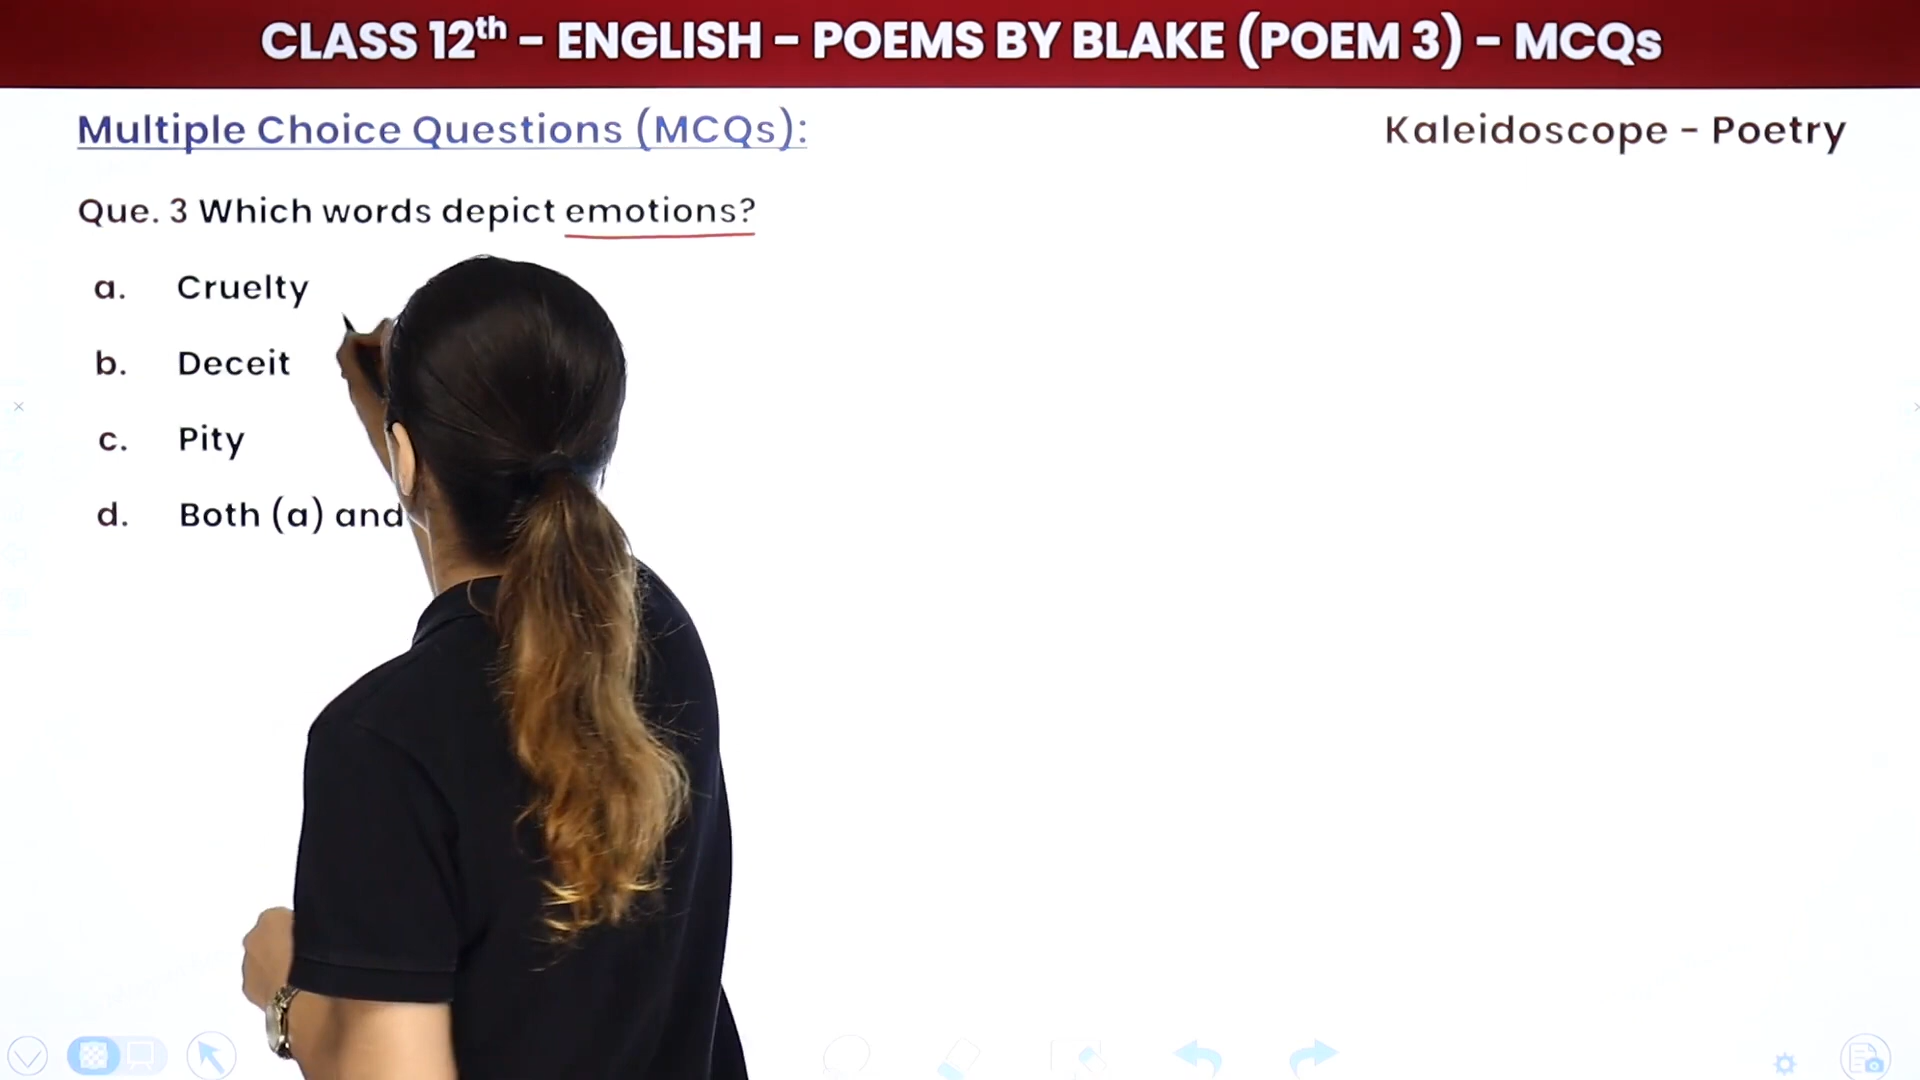 CLASS 12th - ENGLISH - POEMS BY BLAKE (POEM 3) - MCQs
Multiple Choice Questions (MCQs):
Kaleidoscope - Poetry
Que. 3 Which words depict emotions?
a. Cruelty
b. Deceit
c. Pity
d. Both (a) and